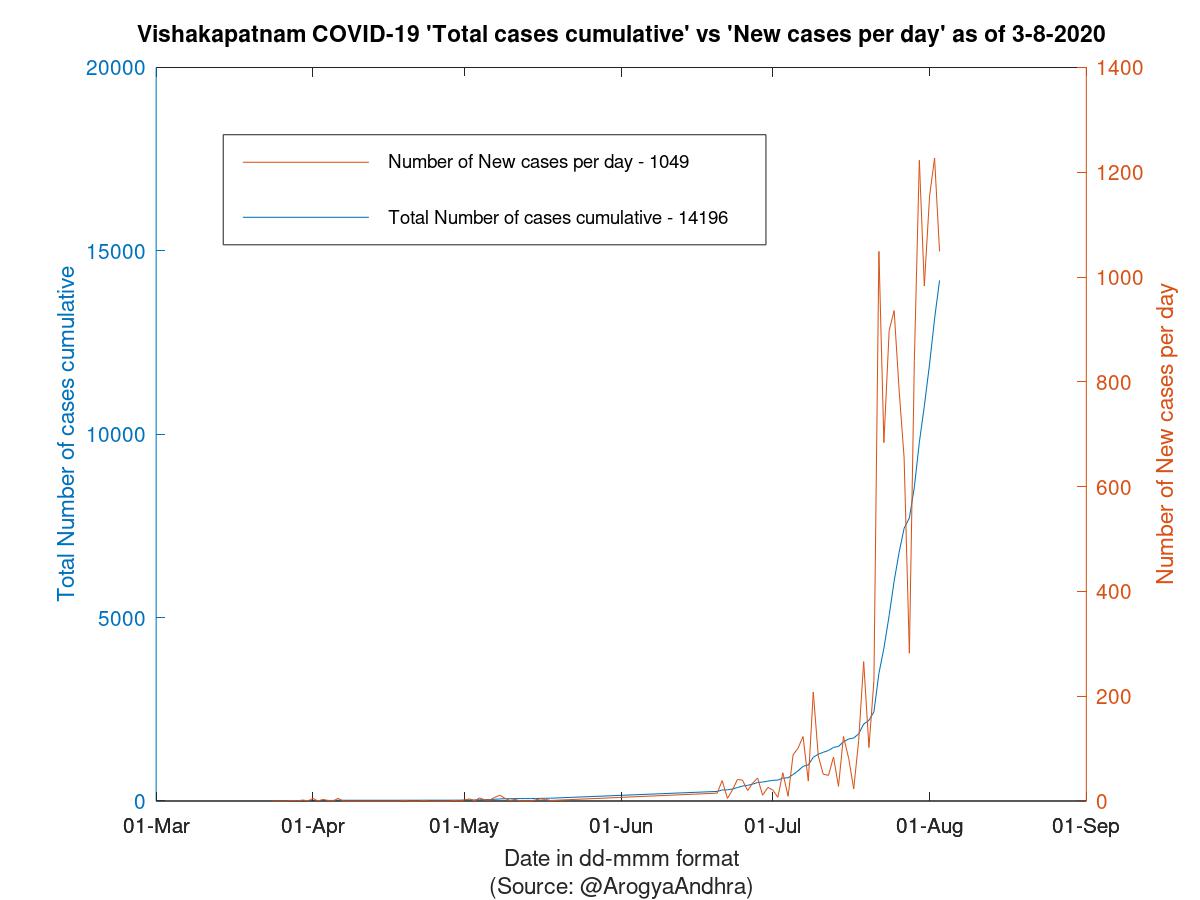 Vishakapatnam COVID-19 'Total cases cumulative' vs 'New cases per day' as of 3-8-2020
20000
15000
10000
5000
0
Total Number of cases cumulative
Number of New cases per day - 1049
Total Number of cases cumulative - 14196
1400
1200
1000
800
600
400
200
0
Number of New cases per day
01-Mar 01-Apr 01-May 01-Jun 01-Jul 01-Aug 01-Sep
Date in dd-mmm format
(Source: @ArogyaAndhra)